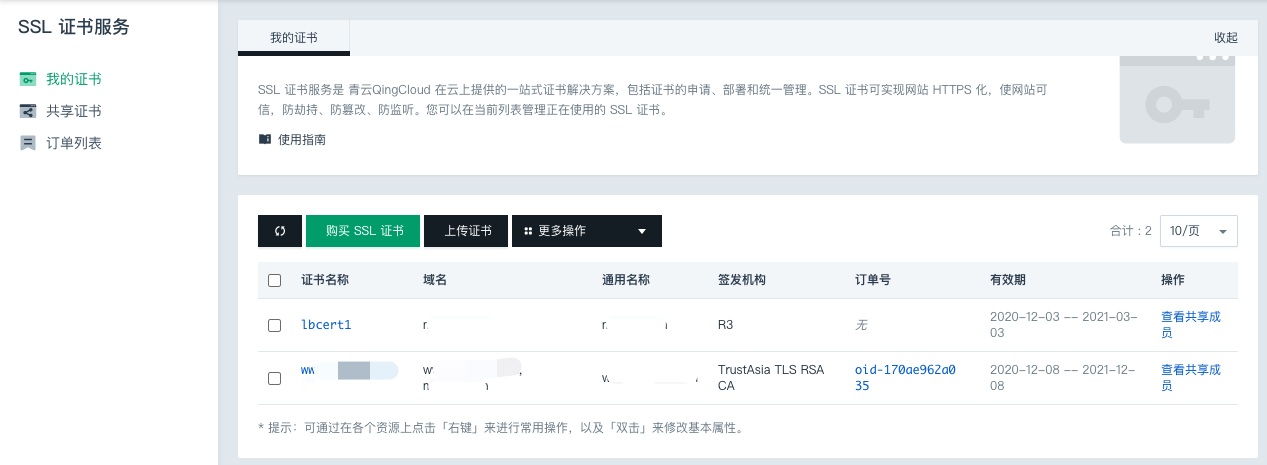 SSL 证书服务
我的证书
共享证书
订单列表
我的证书
收起
SSL 证书服务是 青云QingCloud 在云上提供的一站式证书解决方案，包括证书的申请、部署和统一管理。SSL 证书可实现网站 HTTPS 化，使网站可
信，防劫持、防篡改、防监听。您可以在当前列表管理正在使用的 SSL 证书。
使用指南
购买 SSL 证书
上传证书
更多操作
合计：2
10/页
证书名称 域名 通用名称 签发机构 订单号 有效期 操作
lbcert1 R3 无 2020-12-03 -- 2021-03- 查看共享成
03 员
TrustAsia TLS RSA oid-170ae962a0 2020-12-08 -- 2021-12- 查看共享成
CA 35 08 员
* 提示：可通过在各个资源上点击「右键」来进行常用操作，以及「双击」来修改基本属性。